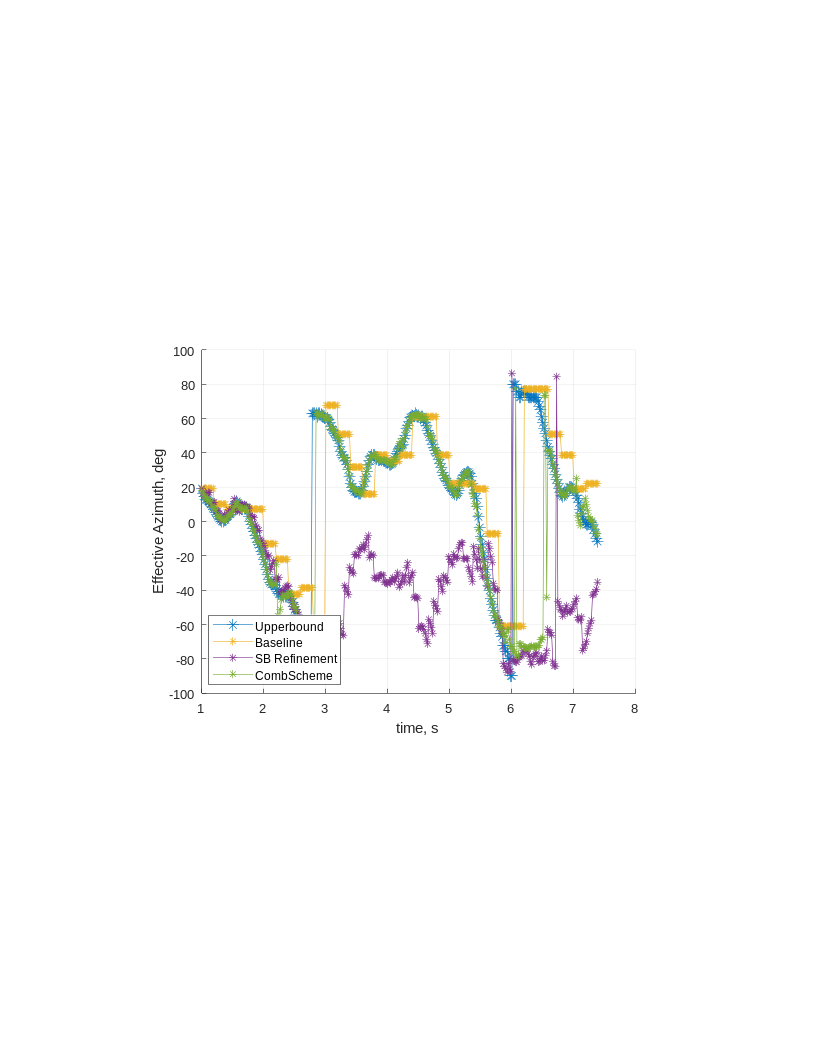 100
80
60
40
20
0
-20
-40
-60
-80
-100
Effective Azimuth, deg
Upperbound
Baseline
SB Refinement
CombScheme
1 2 3 4 5 6 7 8
time, s